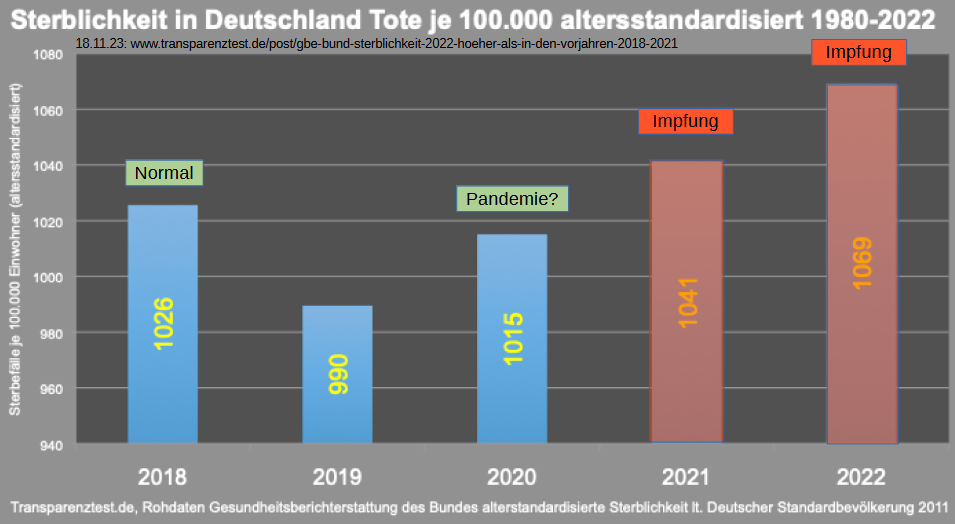 Sterblichkeit in Deutschland Tote je 100.000 altersstandardisiert 1980-2022
18.11.23: www.transparenztest.de/post/gbe-bund-sterblichkeit-2022-hoeher-als-in-den-vorjahren-2018-2021
Sterbefälle je 100.000 Einwohner (altersstandardisiert)
1080
1060
1040
1020
1000
980
960
940
Normal
Pandemie?
Impfung
Impfung
1026
990
1015
1041
1069
2018 2019 2020 2021 2022
Transparenztest.de, Rohdaten Gesundheitsberichterstattung des Bundes alterstandardisierte Sterblichkeit lt. Deutscher Standardbevölkerung 2011